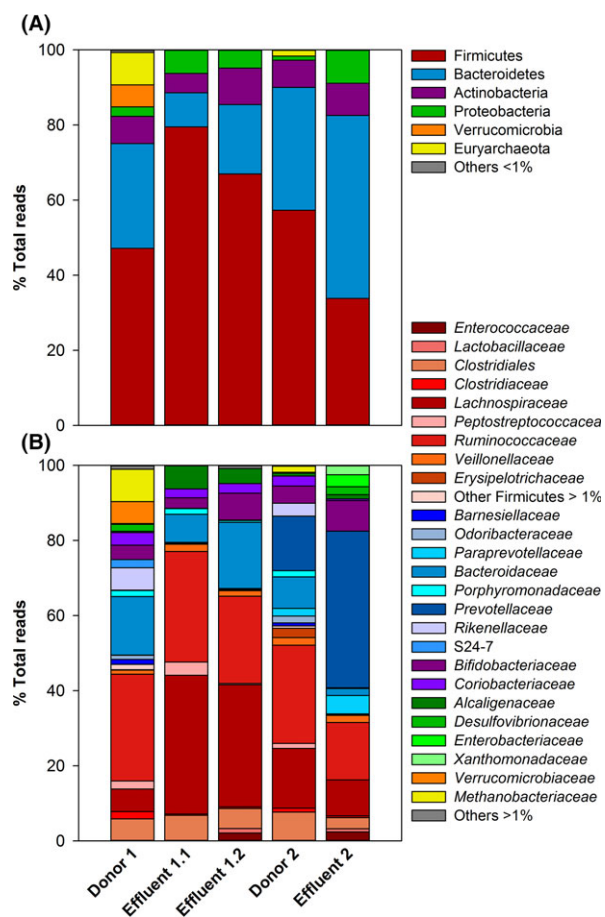 (A)
100
80
60
40
20
0
% Total reads
Firmicutes
Bacteroidetes
Actinobacteria
Proteobacteria
Verrucomicrobia
Euryarchaeota
Others <1%
(B)
100
80
60
40
20
0
% Total reads
Donor 1
Effluent 1.1
Effluent 1.2
Donor 2
Effluent 2
Enterococcaceae
Lactobacillaceae
Clostridiales
Clostridiaceae
Lachnospiraceae
Peptostreptococcacea
Ruminococcaceae
Veillonellaceae
Erysipelotrichaceae
Other Firmicutes > 1%
Barnesiellaceae
Odoribacteraceae
Paraprevotellaceae
Bacteroidaceae
Porphyromonadaceae
Prevotellaceae
Rikenellaceae
S24-7
Bifidobacteriaceae
Coriobacteriaceae
Alcaligenaceae
Desulfovibrionaceae
Enterobacteriaceae
Xanthomonadaceae
Verrucomicrobiaceae
Methanobacteriaceae
Others >1%